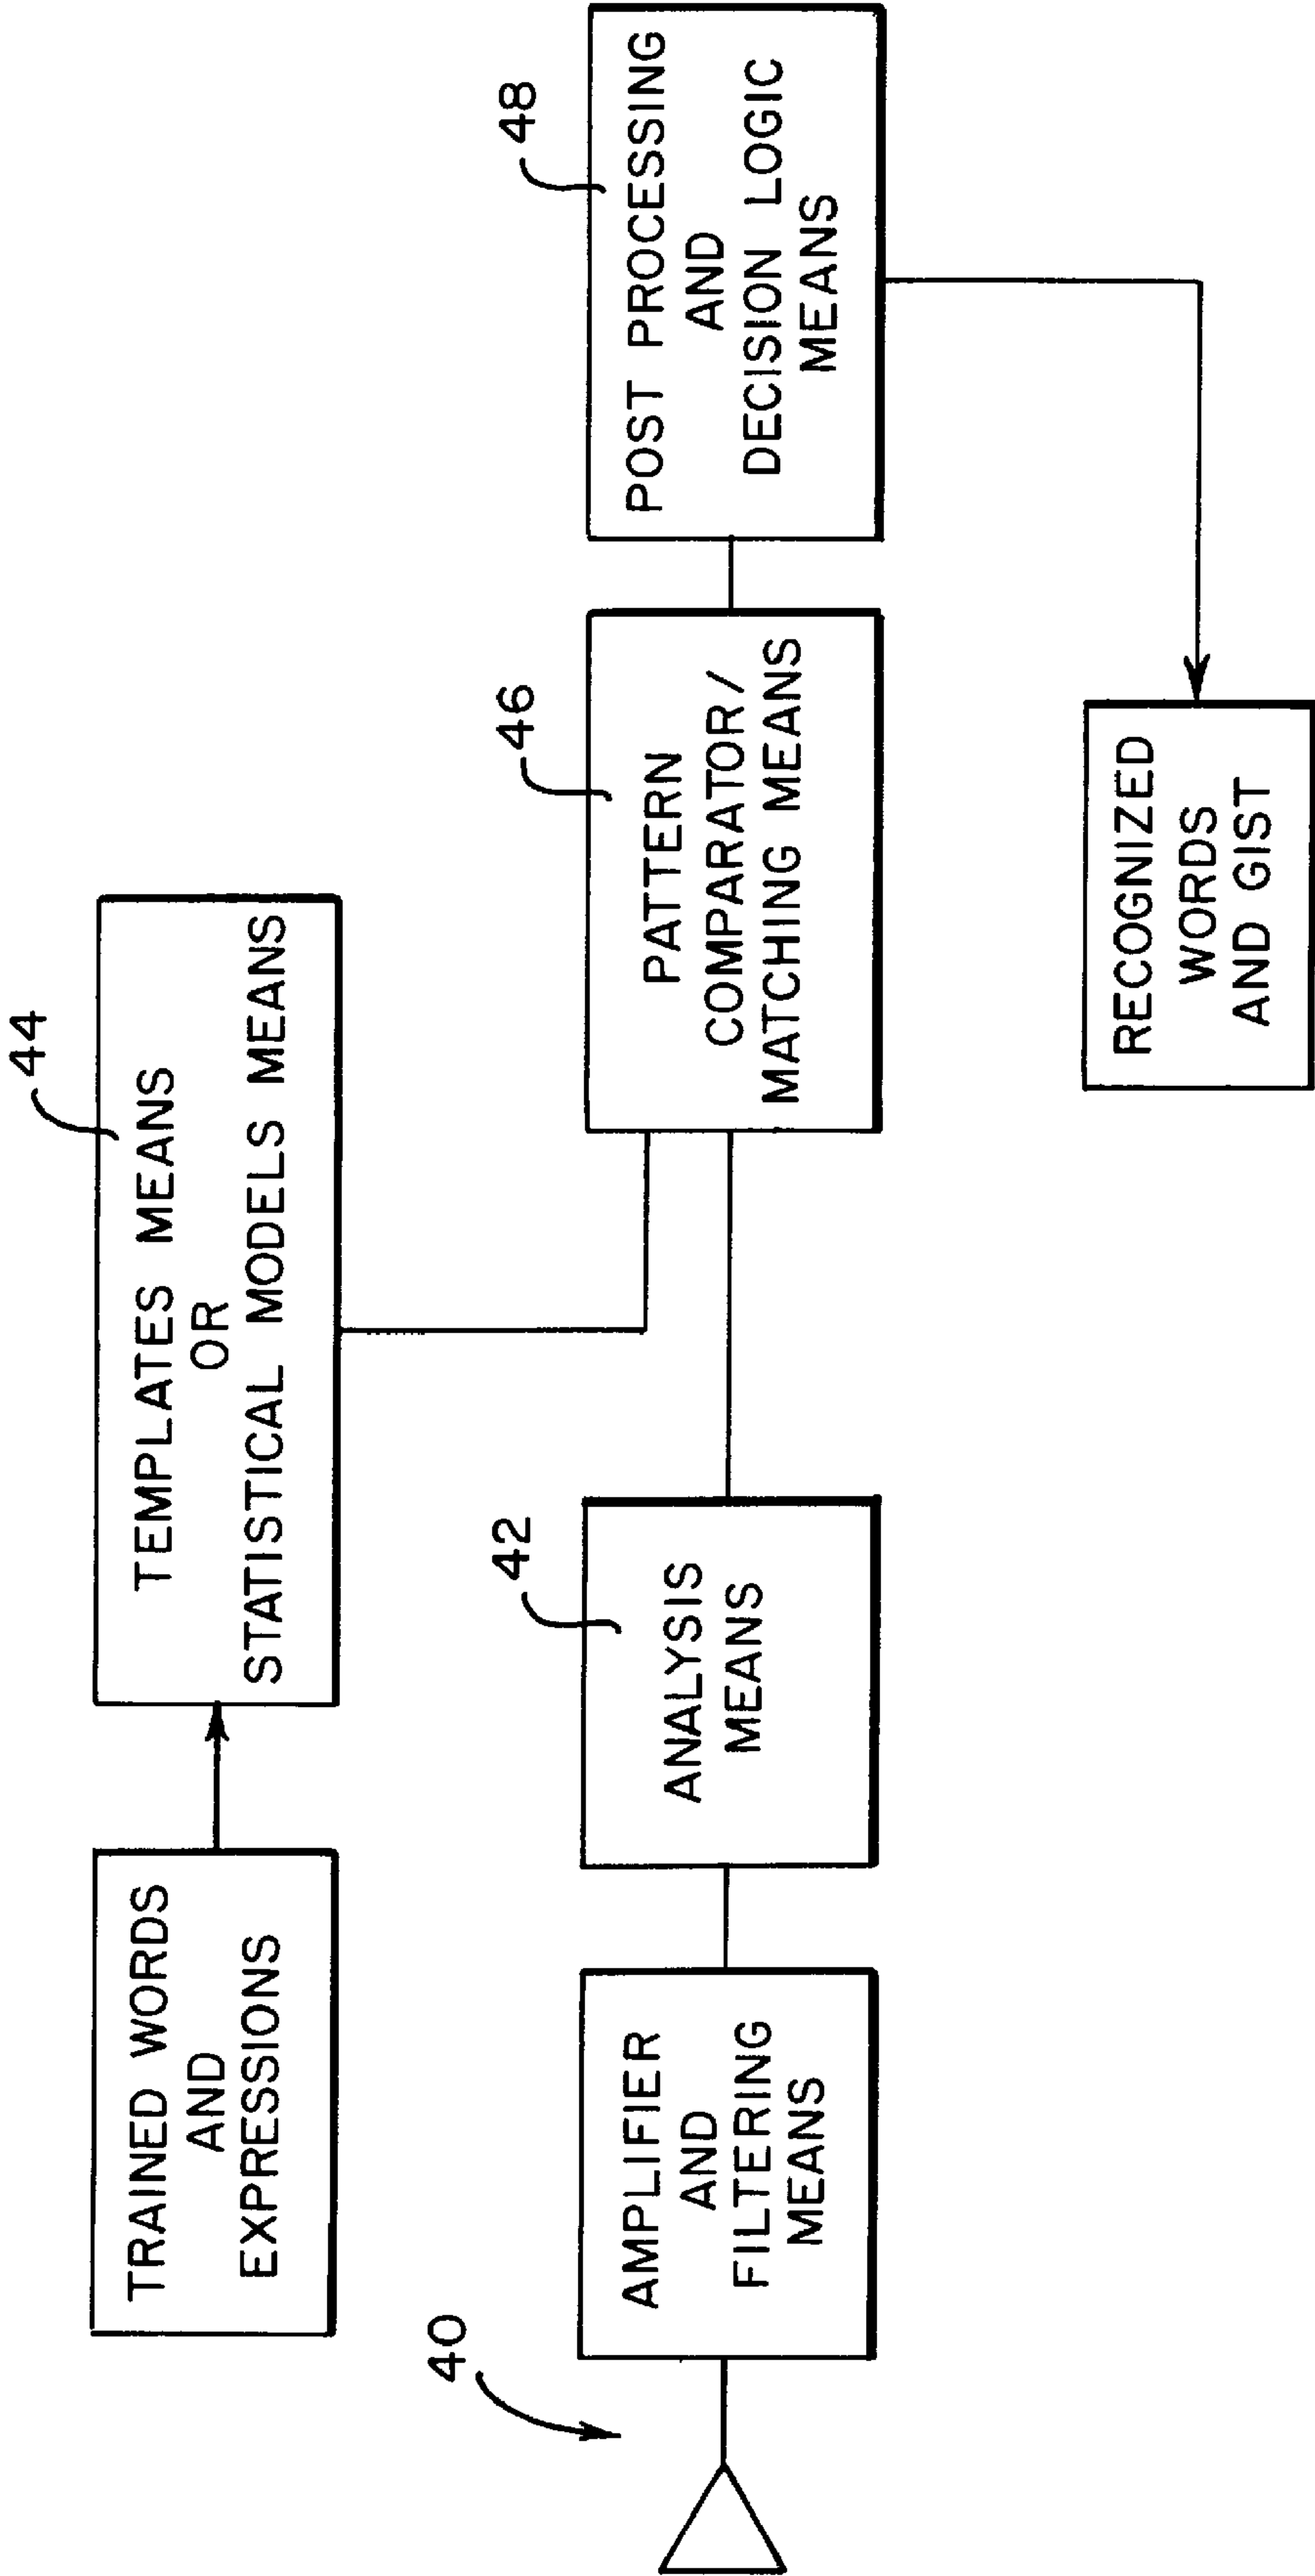 TRAINED WORDS
AND
EXPRESSIONS
44
TEMPLATES MEANS
OR
STATISTICAL MODELS MEANS
40
AMPLIFIER
AND
FILTERING
MEANS
42
ANALYSIS
MEANS
46
PATTERN
COMPARATOR/
MATCHING MEANS
48
POST PROCESSING
AND
DECISION LOGIC
MEANS
RECOGNIZED
WORDS
AND GIST